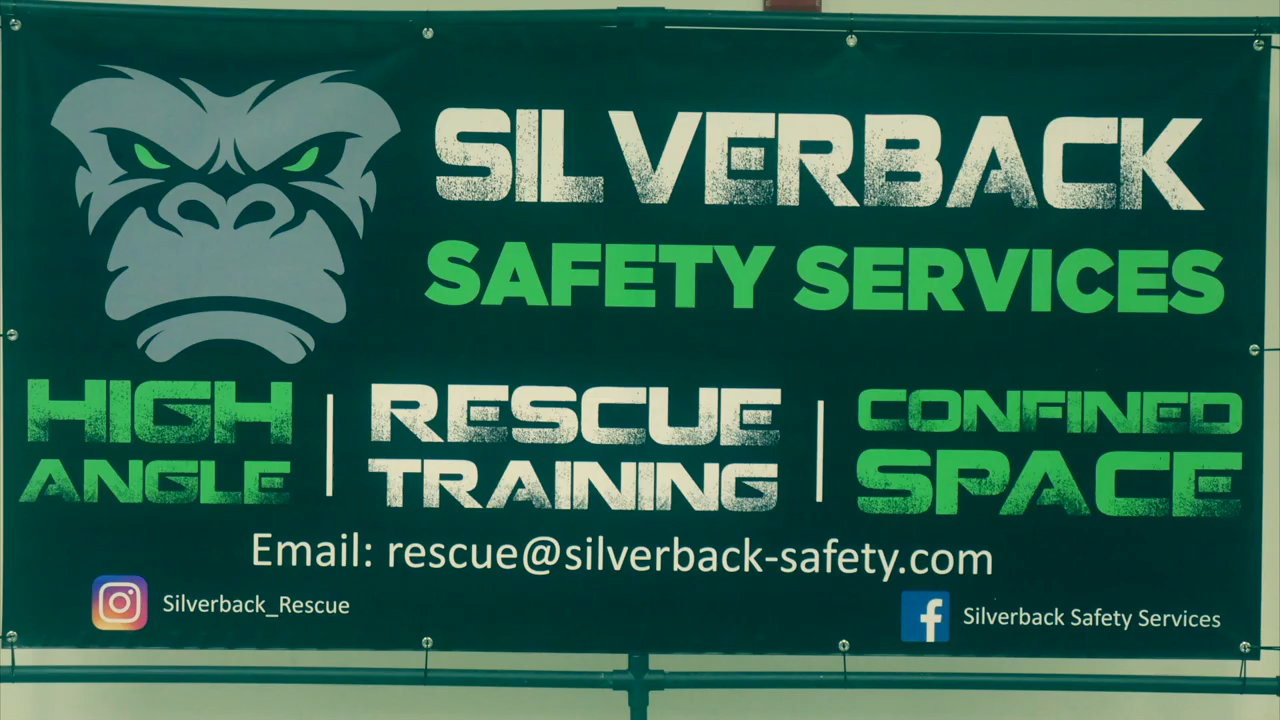 SILVERBACK
SAFETY SERVICES
HIGH ANGLE | RESCUE TRAINING | CONFINED SPACE
Email: rescue@silverback-safety.com
Silverback_Rescue
Silverback Safety Services